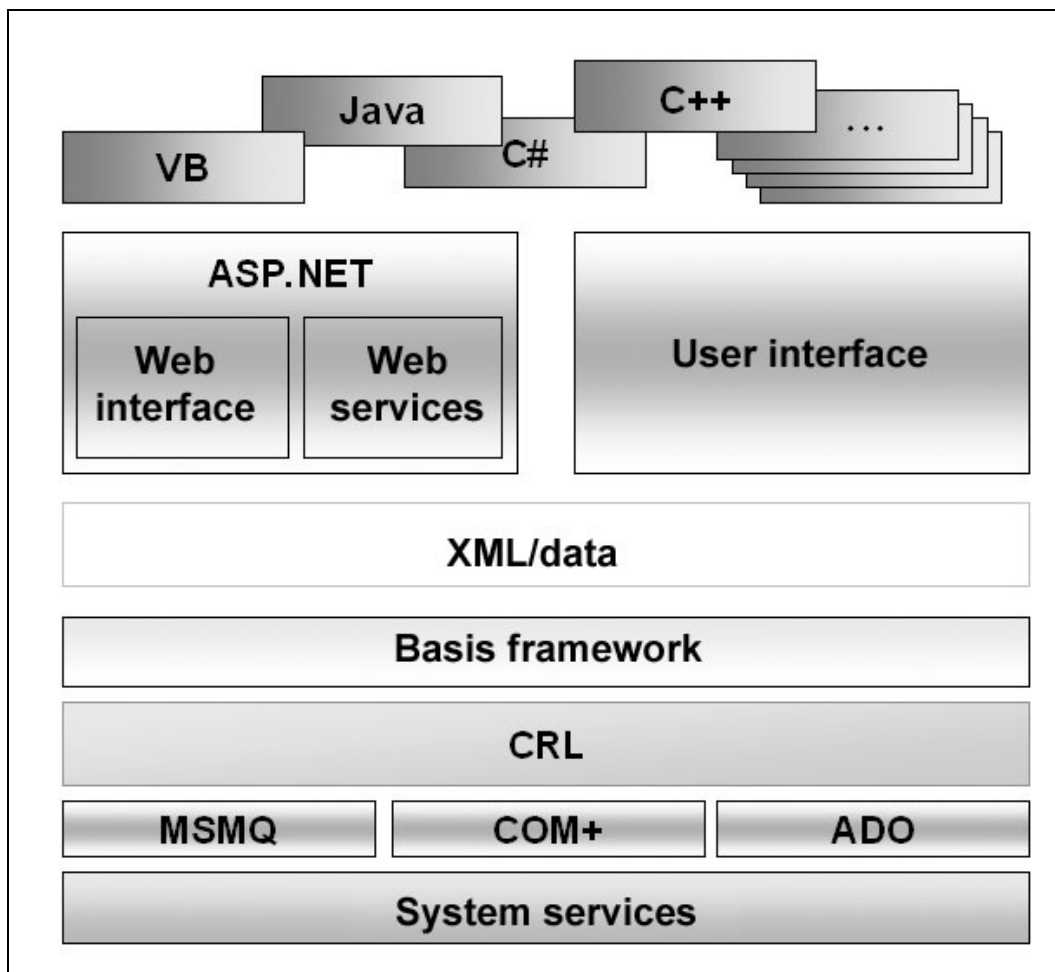 VB
Java
C#
C++
...
ASP.NET
Web
interface
Web
services
User interface
XML/data
Basis framework
CRL
MSMQ
COM+
ADO
System services